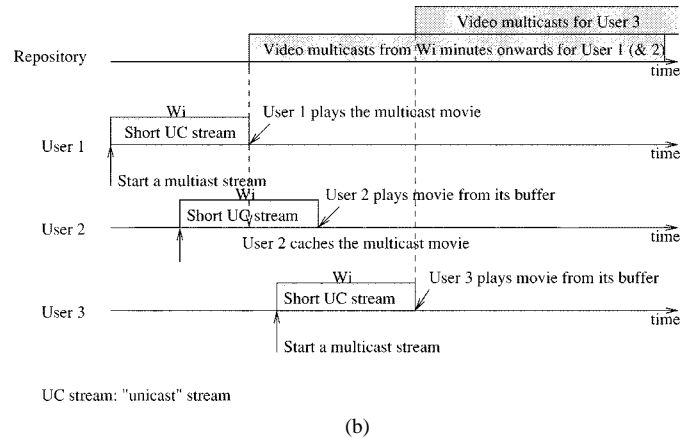 Video multicasts for User 3
Repository
Video multicasts from Wi minutes onwards for User 1 (& 2)
time
Wi
User 1 plays the multicast movie
Short UC stream
User 1
time
Start a multiast stream
Wi
User 2 plays movie from its buffer
Short UC stream
User 2
time
User 2 caches the multicast movie
Wi
User 3 plays movie from its buffer
Short UC stream
User 3
time
Start a multicast stream
UC stream: "unicast" stream
(b)